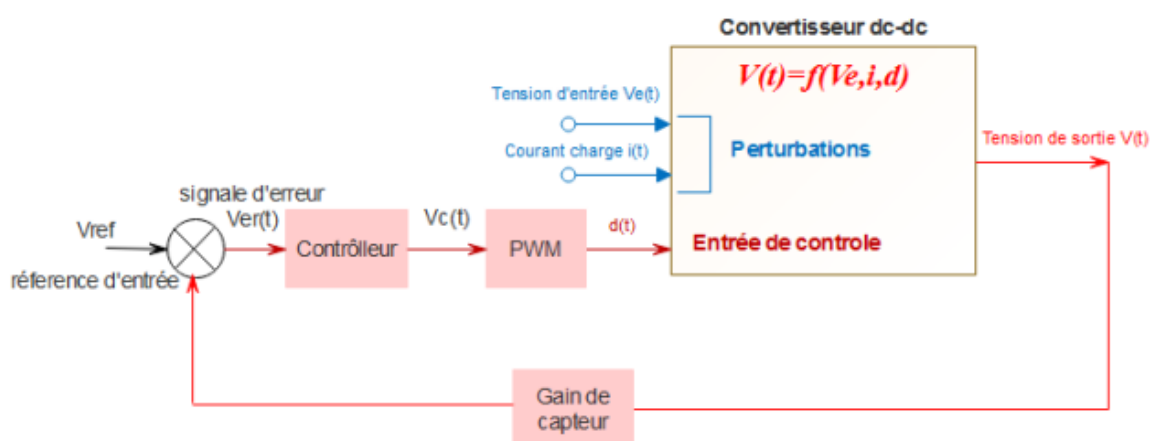 Convertisseur dc-dc
V(t)=f(Ve,i,d)
Tension d'entrée Ve(t)
Courant charge i(t)
Perturbations
Tension de sortie V(t)
signale d'erreur
Vref
Ver(t)
Contrôlleur
Vc(t)
PWM
d(t)
Entrée de controle
réference d'entrée
Gain de
capteur